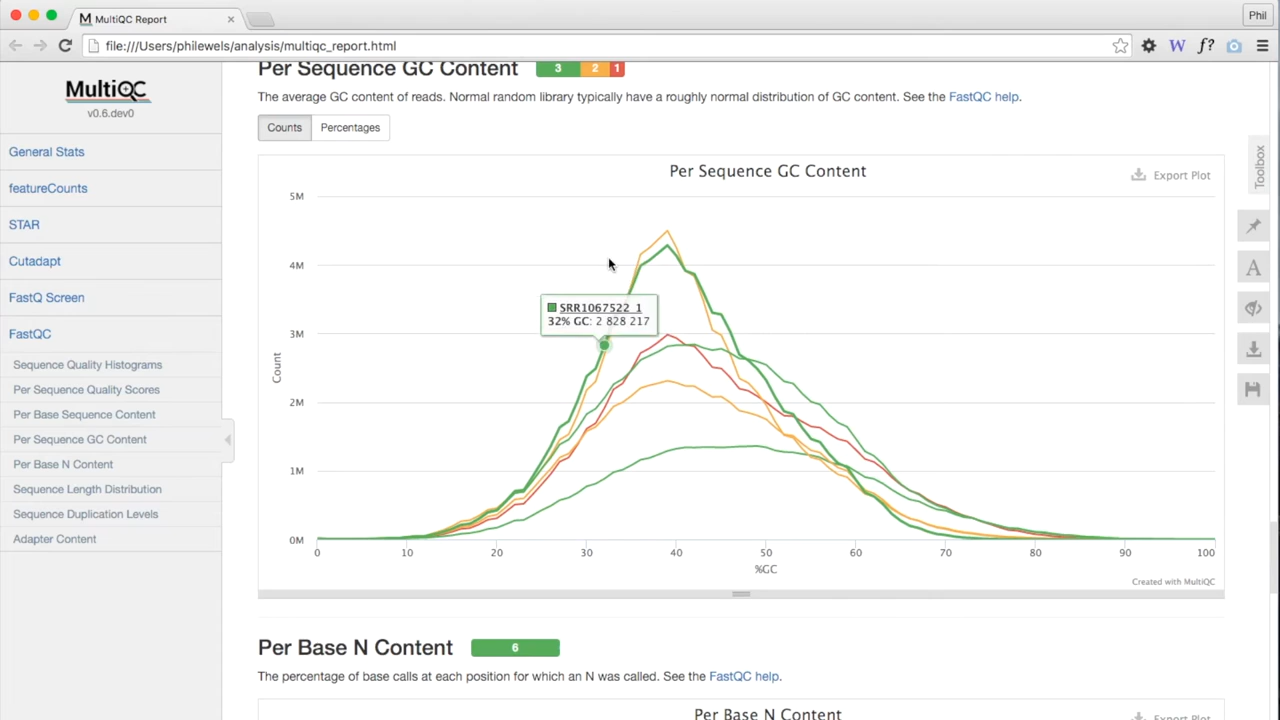 MultiQC Report
Phil
file:///Users/philewels/analysis/multiqc_report.html
W
f?
MultiQC
v0.6.dev0
General Stats
featureCounts
STAR
Cutadapt
FastQ Screen
FastQC
Sequence Quality Histograms
Per Sequence Quality Scores
Per Base Sequence Content
Per Sequence GC Content
Per Base N Content
Sequence Length Distribution
Sequence Duplication Levels
Adapter Content
Per Sequence GC Content 3 2 1
The average GC content of reads. Normal random library typically have a roughly normal distribution of GC content. See the FastQC help.
Counts Percentages
Per Sequence GC Content
Export Plot
Toolbox
A
5M
4M
3M
2M
1M
0M
Count
SRR1067522_1
32% GC: 2 828 217
0 10 20 30 40 50 60 70 80 90 100
%GC
Created with MultiQC
Per Base N Content 6
The percentage of base calls at each position for which an N was called. See the FastQC help.
Per Base N Content
Export Plot